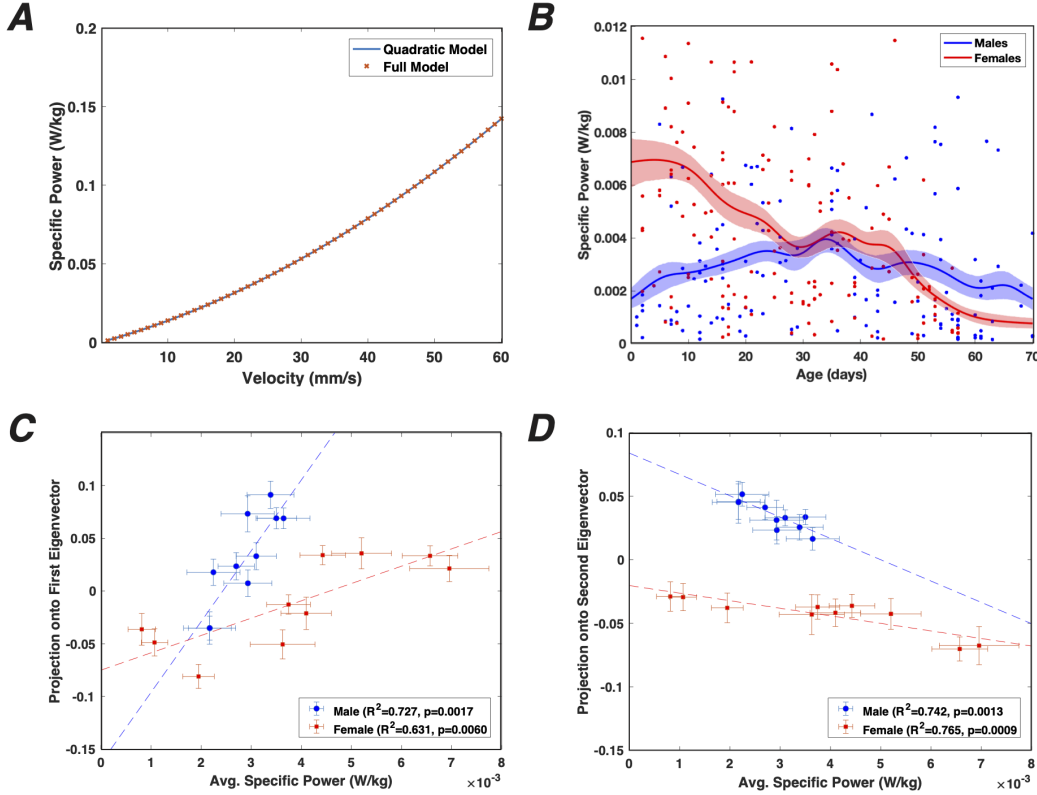 A
Specific Power (W/kg)
0.2
0.15
0.1
0.05
0
Quadratic Model
Full Model
10 20 30 40 50 60
Velocity (mm/s)
B
Specific Power (W/kg)
0.012
0.01
0.008
0.006
0.004
0.002
0
Males
Females
0 10 20 30 40 50 60 70
Age (days)
C
Projection onto First Eigenvector
0.1
0.05
0
-0.05
-0.1
-0.15
Male (R²=0.727, p=0.0017
Female (R²=0.631, p=0.0060
0 1 2 3 4 5 6 7 8
Avg. Specific Power (W/kg) ×10⁻³
D
Projection onto Second Eigenvector
0.1
0.05
0
-0.05
-0.1
-0.15
Male (R²=0.742, p=0.0013
Female (R²=0.765, p=0.0009
0 1 2 3 4 5 6 7 8
Avg. Specific Power (W/kg) ×10⁻³